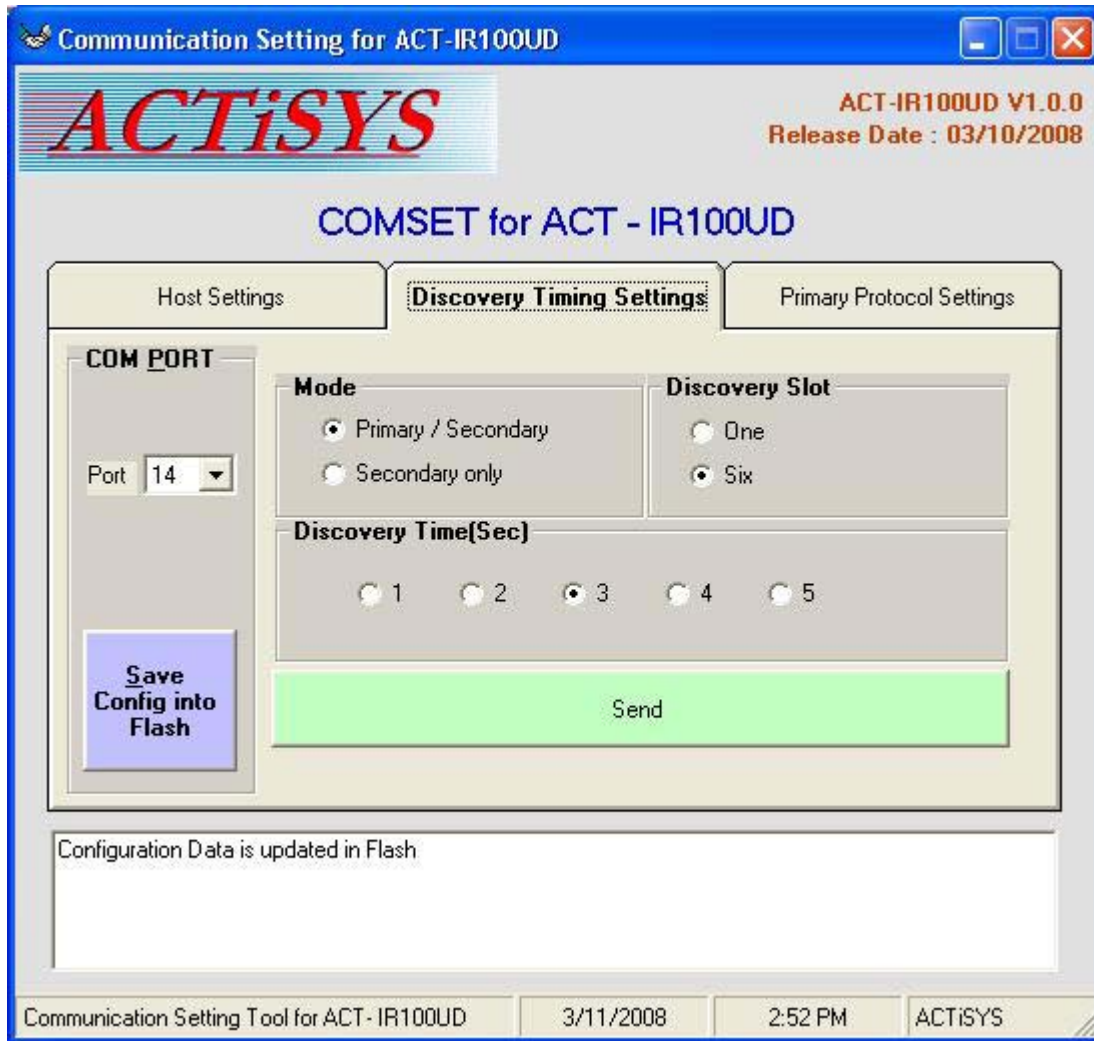 Communication Setting for ACT-IR100UD
ACTiSYS
ACT-IR100UD V1.0.0
Release Date : 03/10/2008
COMSET for ACT - IR100UD
Host Settings
Discovery Timing Settings
Primary Protocol Settings
COM PORT
Port 14
Save
Config into
Flash
Mode
Primary / Secondary
Secondary only
Discovery Slot
One
Six
Discovery Time(Sec)
1 2 3 4 5
Send
Configuration Data is updated in Flash
Communication Setting Tool for ACT- IR100UD 3/11/2008 2:52 PM ACTiSYS